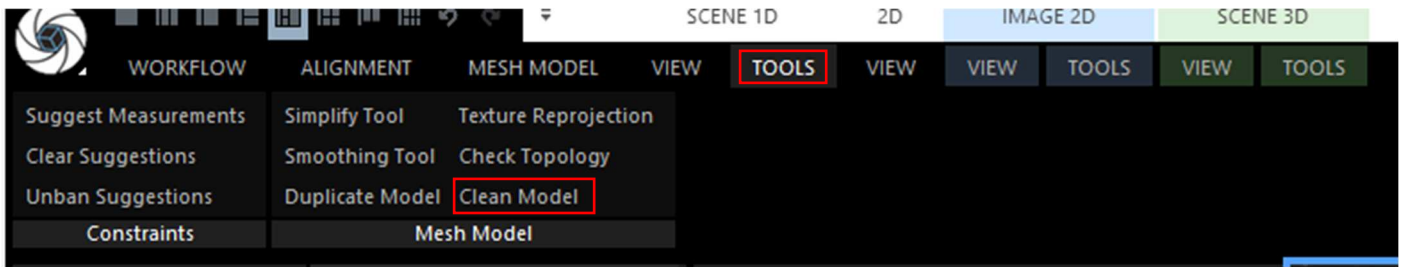 SCENE 1D 2D IMAGE 2D SCENE 3D
WORKFLOW ALIGNMENT MESH MODEL VIEW TOOLS VIEW VIEW TOOLS VIEW TOOLS
Suggest Measurements Simplify Tool Texture Reprojection
Clear Suggestions Smoothing Tool Check Topology
Unban Suggestions Duplicate Model Clean Model
Constraints Mesh Model